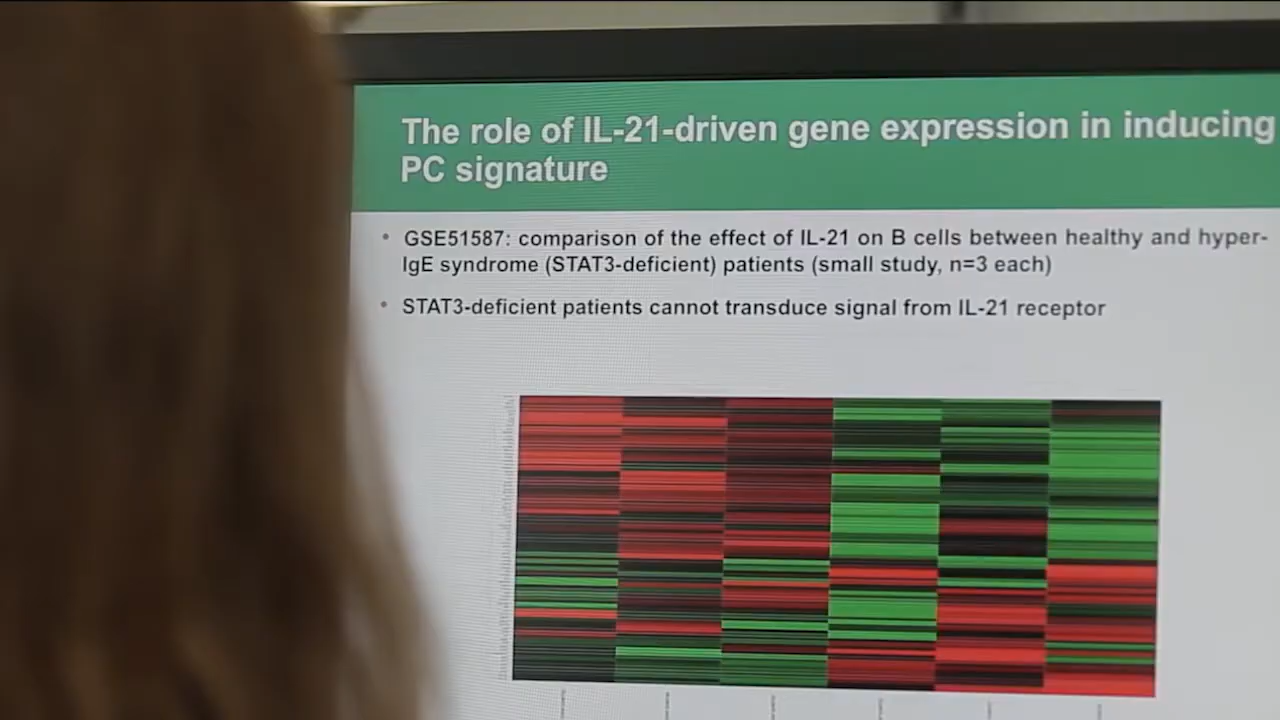 The role of IL-21-driven gene expression in inducing
PC signature
• GSE51587: comparison of the effect of IL-21 on B cells between healthy and hyper-
IgE syndrome (STAT3-deficient) patients (small study, n=3 each)
• STAT3-deficient patients cannot transduce signal from IL-21 receptor